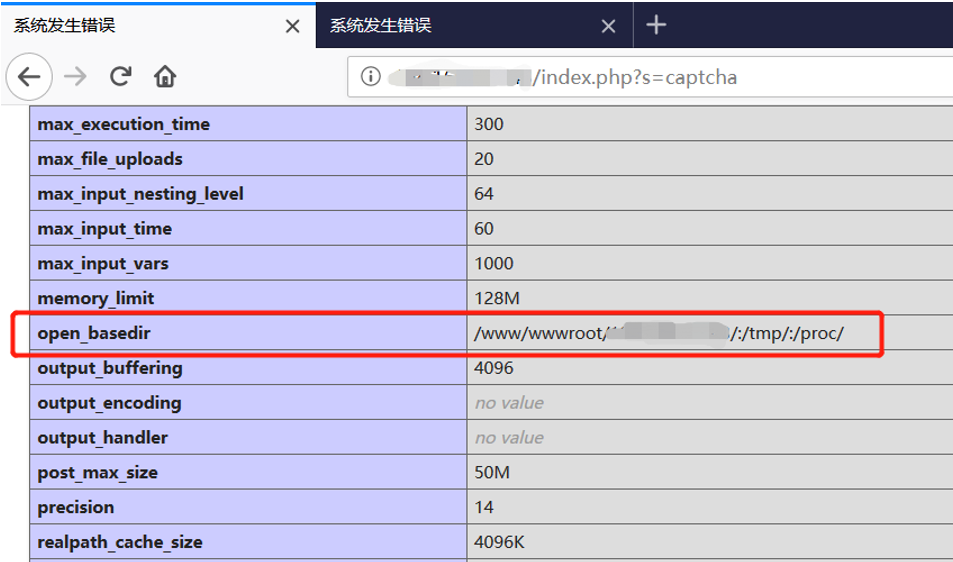 系统发生错误 系统发生错误
/index.php?s=captcha
max_execution_time 300
max_file_uploads 20
max_input_nesting_level 64
max_input_time 60
max_input_vars 1000
memory_limit 128M
open_basedir /www/wwwroot/ /:/tmp/:/proc/
output_buffering 4096
output_encoding no value
output_handler no value
post_max_size 50M
precision 14
realpath_cache_size 4096K